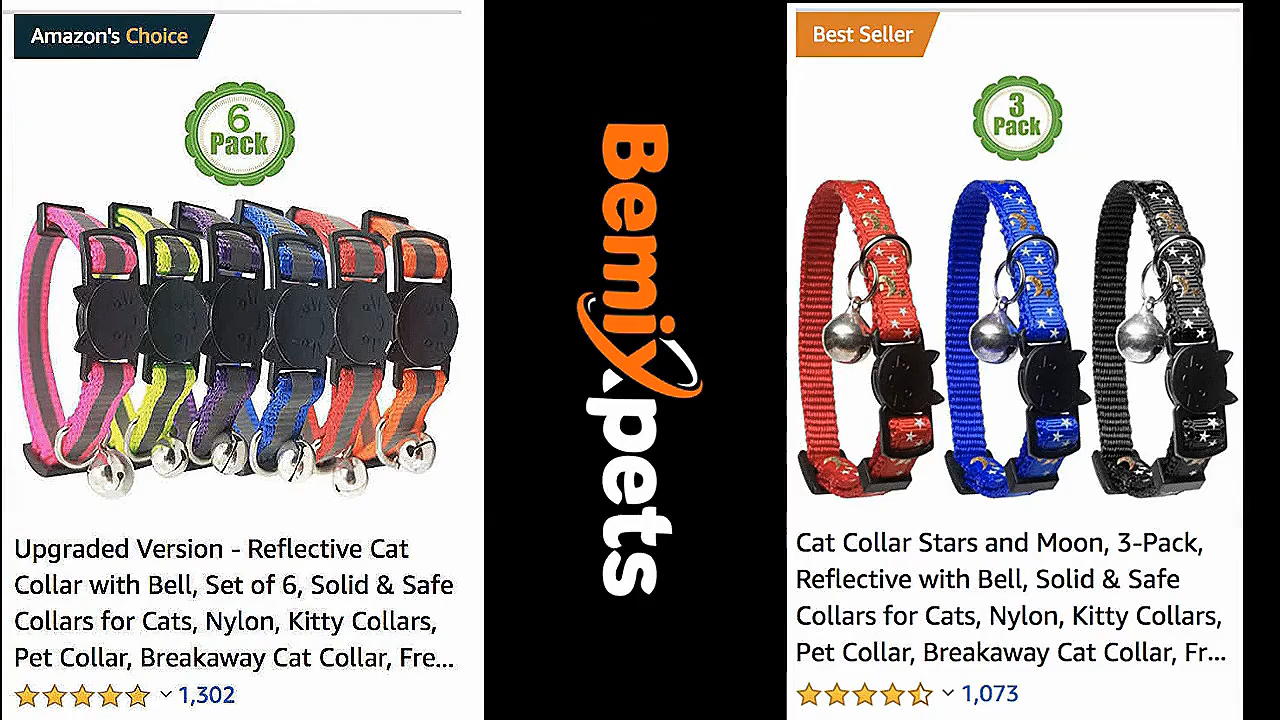 Amazon's Choice
6
Pack
Upgraded Version - Reflective Cat
Collar with Bell, Set of 6, Solid & Safe
Collars for Cats, Nylon, Kitty Collars,
Pet Collar, Breakaway Cat Collar, Fre...
1,302
Bemixpets
Best Seller
3
Pack
Cat Collar Stars and Moon, 3-Pack,
Reflective with Bell, Solid & Safe
Collars for Cats, Nylon, Kitty Collars,
Pet Collar, Breakaway Cat Collar, Fr...
1,073